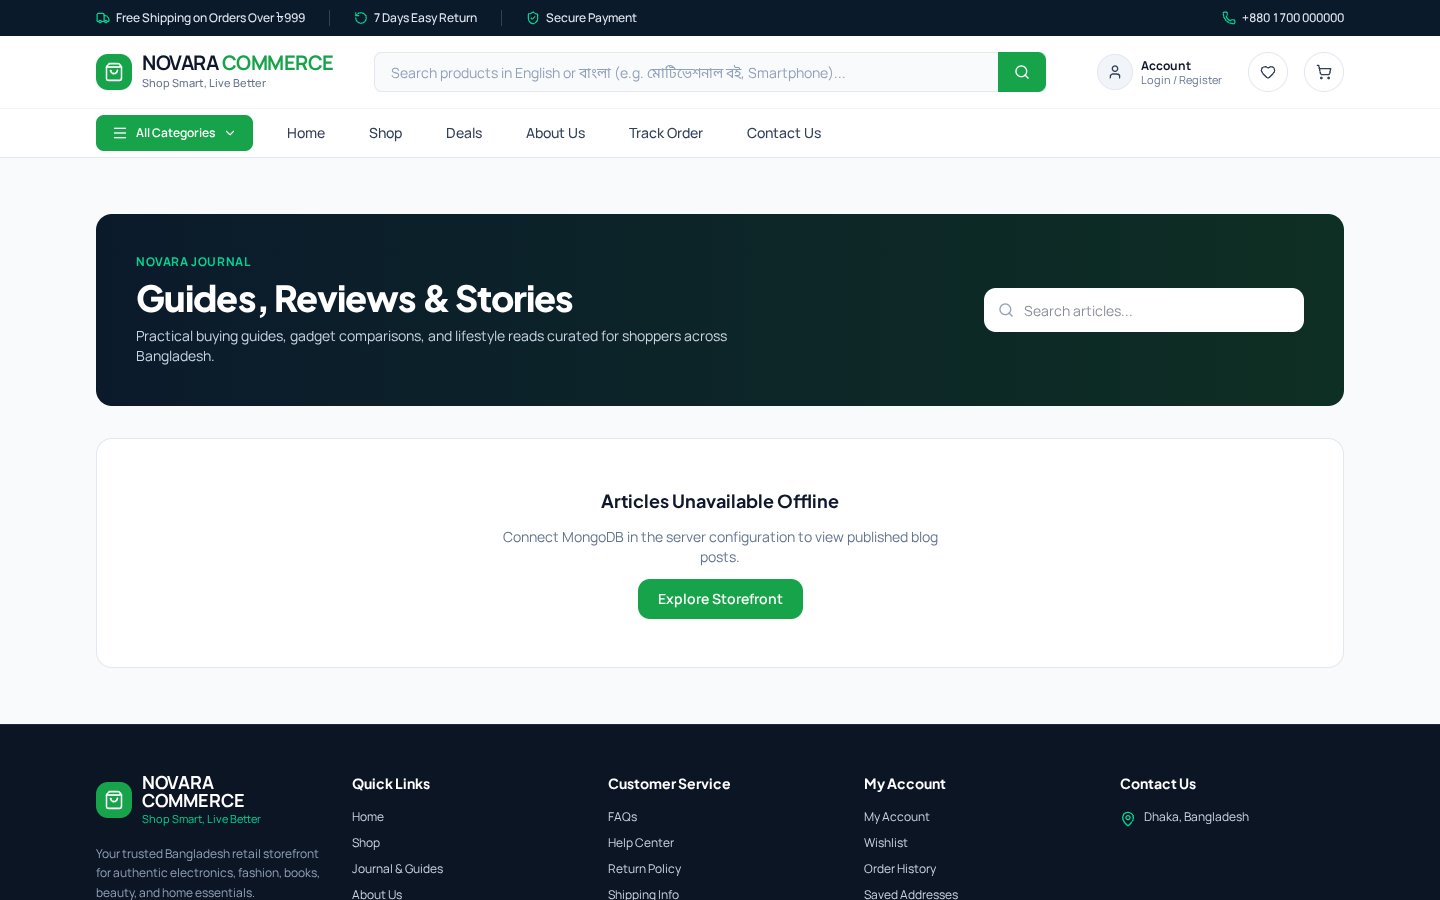 Free Shipping on Orders Over ৳999
7 Days Easy Return
Secure Payment
+880 1700 000000
NOVARA COMMERCE
Shop Smart, Live Better
Search products in English or বাংলা (e.g. মোটিভেশনাল বই, Smartphone)...
Account
Login / Register
All Categories
Home
Shop
Deals
About Us
Track Order
Contact Us
NOVARA JOURNAL
Guides, Reviews & Stories
Practical buying guides, gadget comparisons, and lifestyle reads curated for shoppers across
Bangladesh.
Search articles...
Articles Unavailable Offline
Connect MongoDB in the server configuration to view published blog
posts.
Explore Storefront
NOVARA
COMMERCE
Shop Smart, Live Better
Your trusted Bangladesh retail storefront
for authentic electronics, fashion, books,
beauty, and home essentials.
Quick Links
Home
Shop
Journal & Guides
About Us
Customer Service
FAQs
Help Center
Return Policy
Shipping Info
My Account
My Account
Wishlist
Order History
Saved Addresses
Contact Us
Dhaka, Bangladesh